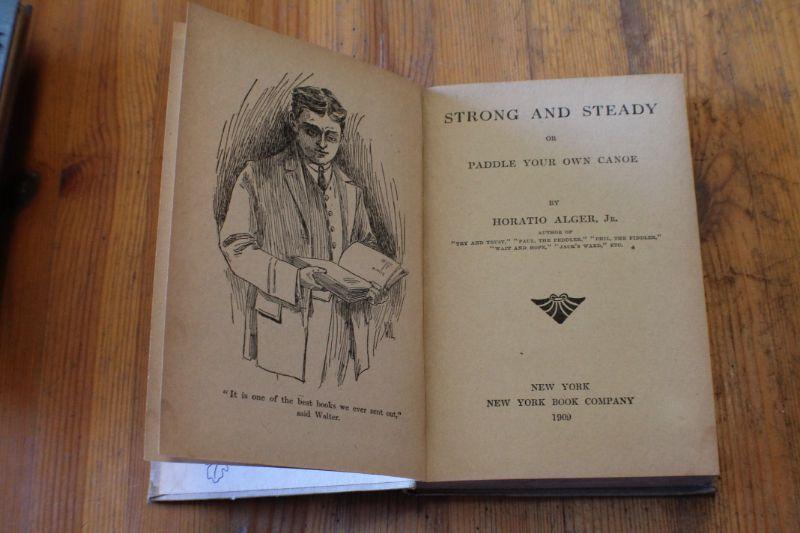 "It is one of the best books we ever sent out,"
said Walter.
STRONG AND STEADY
OR
PADDLE YOUR OWN CANOE
BY
HORATIO ALGER, JR.
AUTHOR OF
"TRY AND TRUST," "PAUL THE PEDDLER," "PHIL THE FIDDLER,"
"WAIT AND HOPE," "JACK'S WARD," ETC.
NEW YORK
NEW YORK BOOK COMPANY
1909